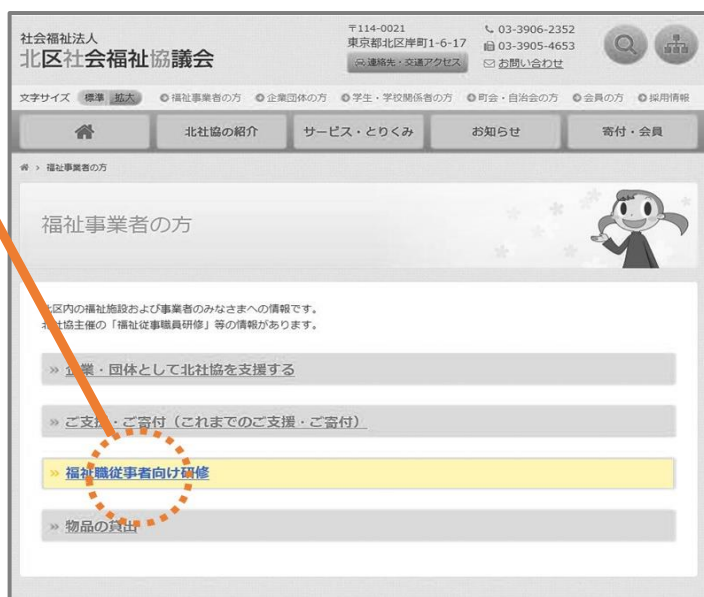 社会福祉法人
北区社会福祉協議会
〒114-0021
東京都北区岸町1-6-17
連絡先・交通アクセス
03-3906-2352
03-3905-4653
お問い合わせ
文字サイズ 標準 拡大 福祉事業者の方 企業団体の方 学生・学校関係者の方 町会・自治会の方 会員の方 採用情報
北社協の紹介 サービス・とりくみ お知らせ 寄付・会員
› 福祉事業者の方
福祉事業者の方
北区内の福祉施設および事業者のみなさまへの情報です。
北社協主催の「福祉従事職員研修」等の情報があります。
» 企業・団体として北社協を支援する
» ご支援・ご寄付（これまでのご支援・ご寄付）
» 福祉職従事者向け研修
» 物品の貸出